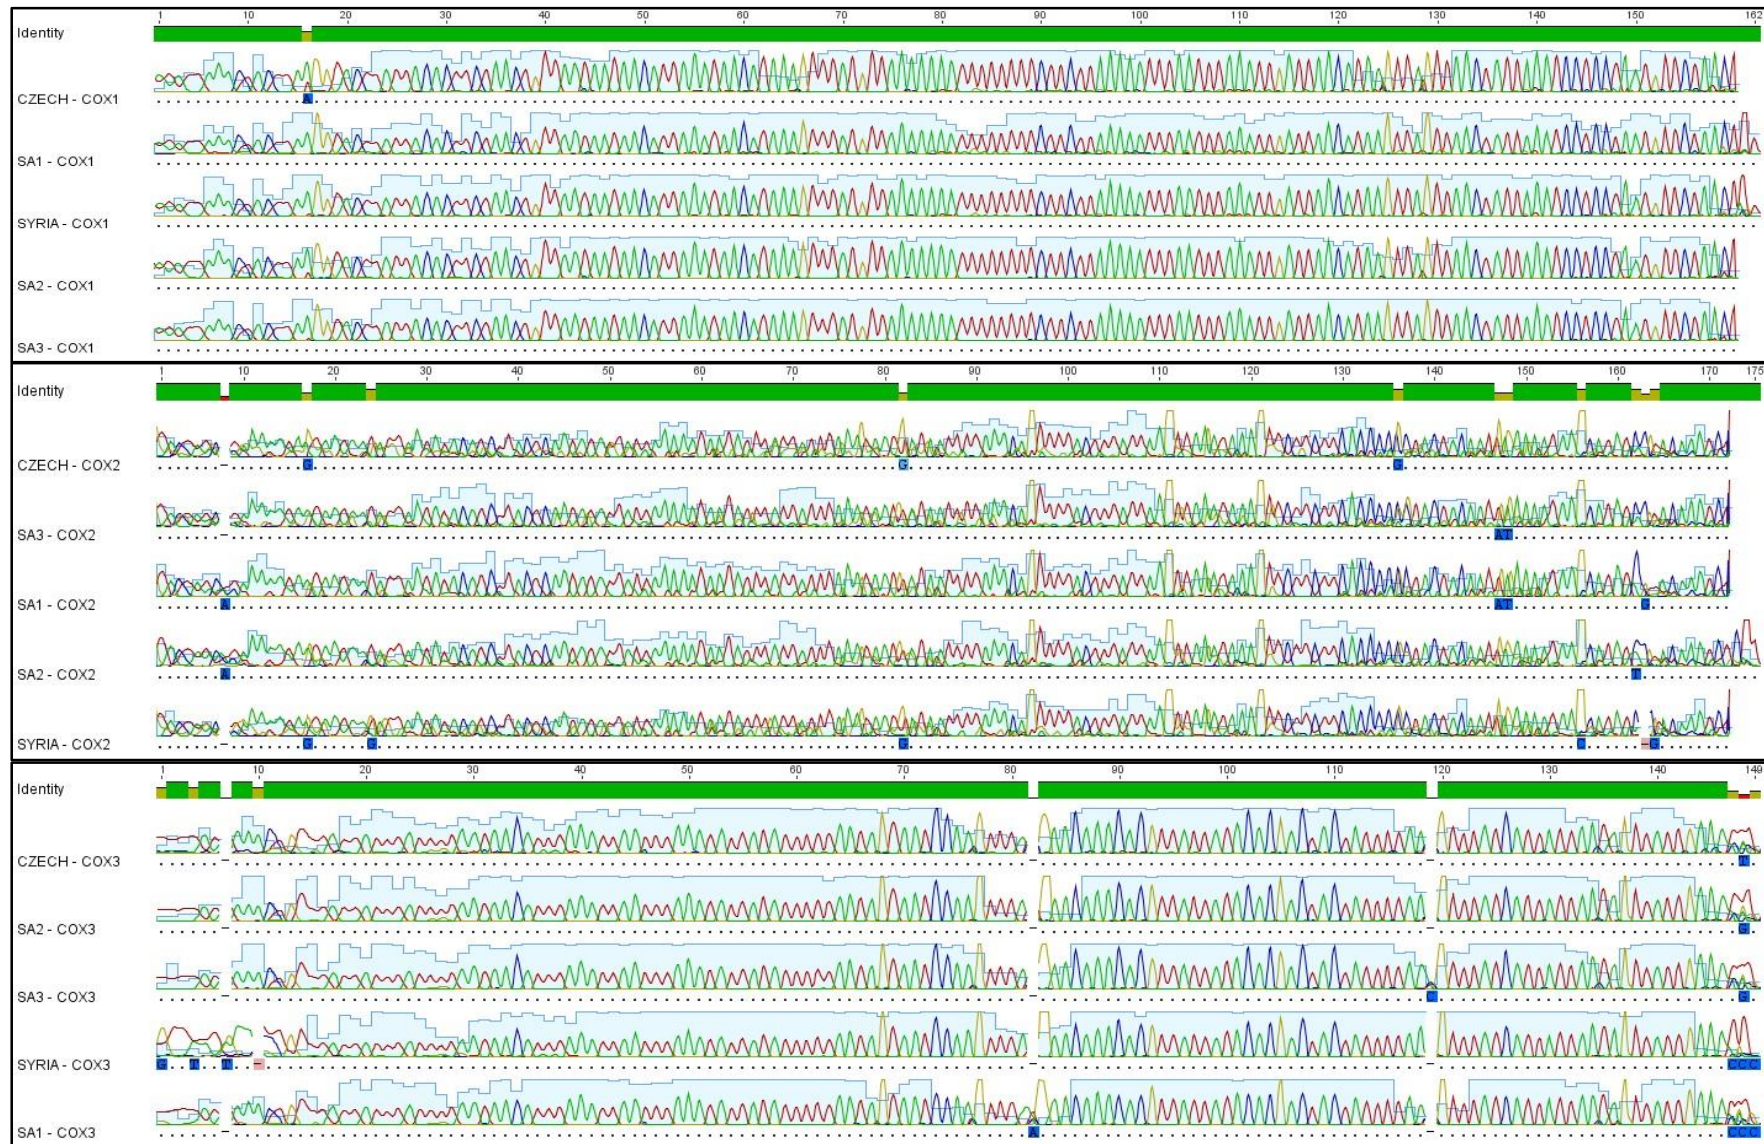 1 10 20 30 40 50 60 70 80 90 100 110 120 130 140 150 162
Identity
CZECH - COX1
A
SA1 - COX1
SYRIA - COX1
SA2 - COX1
SA3 - COX1
1 10 20 30 40 50 60 70 80 90 100 110 120 130 140 150 160 170 175
Identity
CZECH - COX2
- G G G
SA3 - COX2
- AT
SA1 - COX2
A AT G
SA2 - COX2
A T
SYRIA - COX2
- G G G C - G
1 10 20 30 40 50 60 70 80 90 100 110 120 130 140 149
Identity
CZECH - COX3
- - - T
SA2 - COX3
- - - G
SA3 - COX3
- - C G
SYRIA - COX3
G T T - - - CCC
SA1 - COX3
- A - CCC